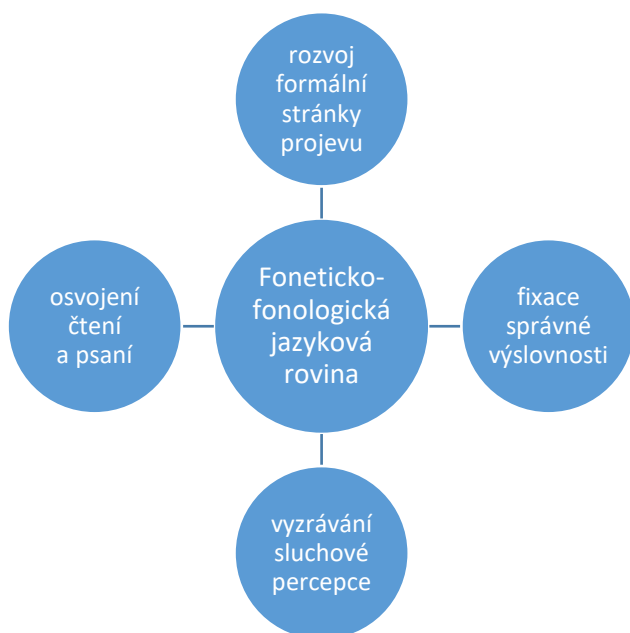 rozvoj
formální
stránky
projevu
Foneticko-
fonologická
jazyková
rovina
osvojení
čtení
a psaní
fixace
správné
výslovnosti
vyzrávání
sluchové
percepce